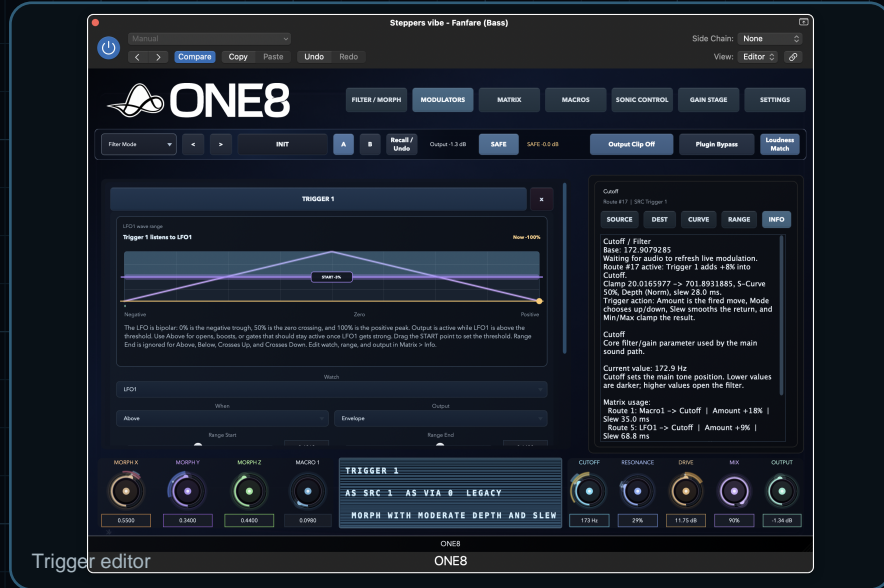 Steppers vibe - Fanfare (Bass)
Manual
Side Chain: None
< > Compare Copy Paste Undo Redo
View: Editor
ONE8
FILTER / MORPH MODULATORS MATRIX MACROS SONIC CONTROL GAIN STAGE SETTINGS
Filter Mode < > INIT A B Recall / Undo Output -1.3 dB SAFE SAFE -0.0 dB Output Clip Off Plugin Bypass Loudness Match
TRIGGER 1 x
LFO1 wave range
Trigger 1 listens to LFO1 Now -100%
START -3%
Negative Zero Positive
The LFO is bipolar: 0% is the negative trough, 50% is the zero crossing, and 100% is the positive peak. Output is active while LFO1 is above the
threshold. Use Above for opens, boosts, or gates that should stay active once LFO1 gets strong. Drag the START point to set the threshold. Range
End is ignored for Above, Below, Crosses Up, and Crosses Down. Edit watch, range, and output in Matrix > Info.
Watch
LFO1
When Output
Above Envelope
Range Start Range End
Cutoff
Route #17 | SRC Trigger 1
SOURCE DEST CURVE RANGE INFO
Cutoff / Filter
Base: 172.9079285
Waiting for audio to refresh live modulation.
Route #17 active: Trigger 1 adds +8% into
Cutoff.
Clamp 20.0165977 -> 701.8931885, S-Curve
50%, Depth (Norm), slew 28.0 ms.
Trigger action: Amount is the fired move, Mode
chooses up/down, Slew smooths the return, and
Min/Max clamp the result.
Cutoff
Core filter/gain parameter used by the main
sound path.
Current value: 172.9 Hz
Cutoff sets the main tone position. Lower values
are darker; higher values open the filter.
Matrix usage:
Route 1: Macro1 -> Cutoff | Amount +18% |
Slew 35.0 ms
Route 5: LFO1 -> Cutoff | Amount +9% |
Slew 68.8 ms
MORPH X MORPH Y MORPH Z MACRO 1
0.5500 0.3400 0.4400 0.0980
TRIGGER 1
AS SRC 1 AS VIA 0 LEGACY
MORPH WITH MODERATE DEPTH AND SLEW
CUTOFF RESONANCE DRIVE MIX OUTPUT
173 Hz 29% 11.75 dB 90% -1.34 dB
ONE8
ONE8
Trigger editor